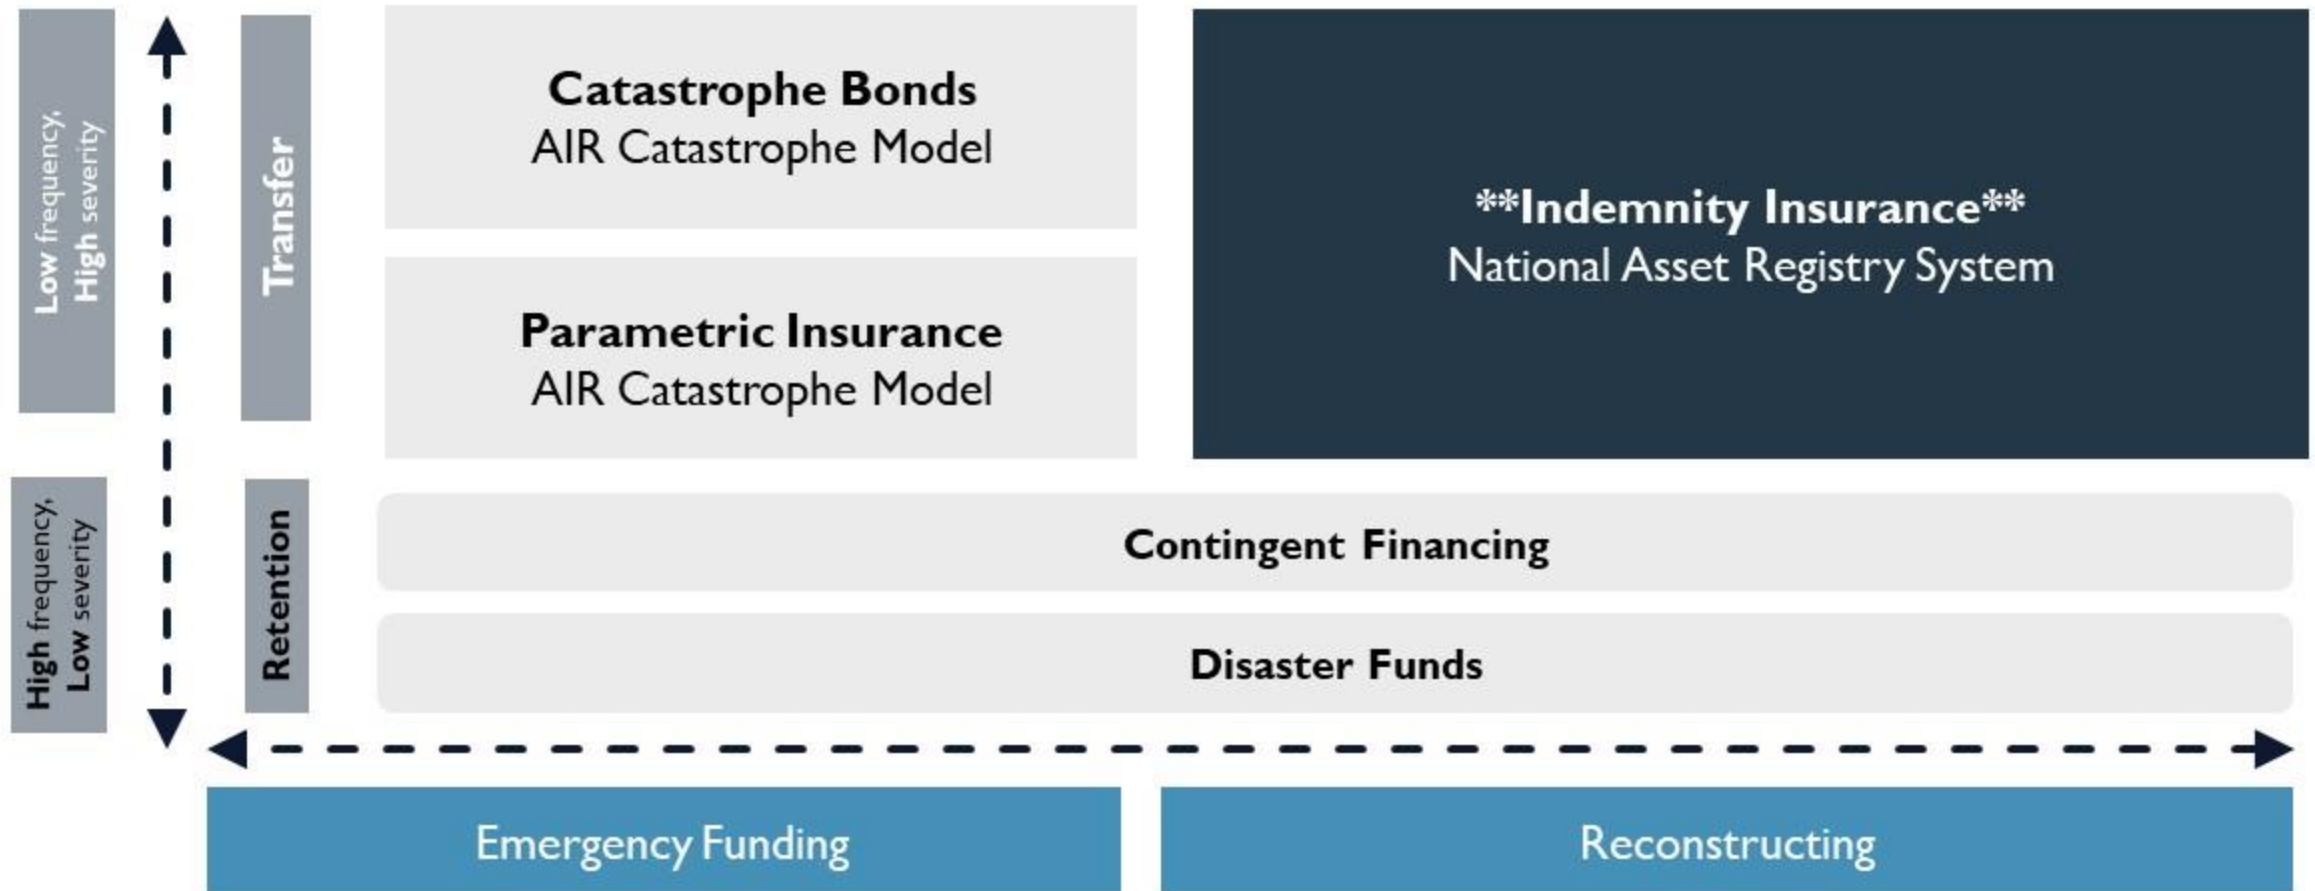 Low frequency,
High severity
Transfer
Catastrophe Bonds
AIR Catastrophe Model
Parametric Insurance
AIR Catastrophe Model
**Indemnity Insurance**
National Asset Registry System
High frequency,
Low severity
Retention
Contingent Financing
Disaster Funds
Emergency Funding
Reconstructing